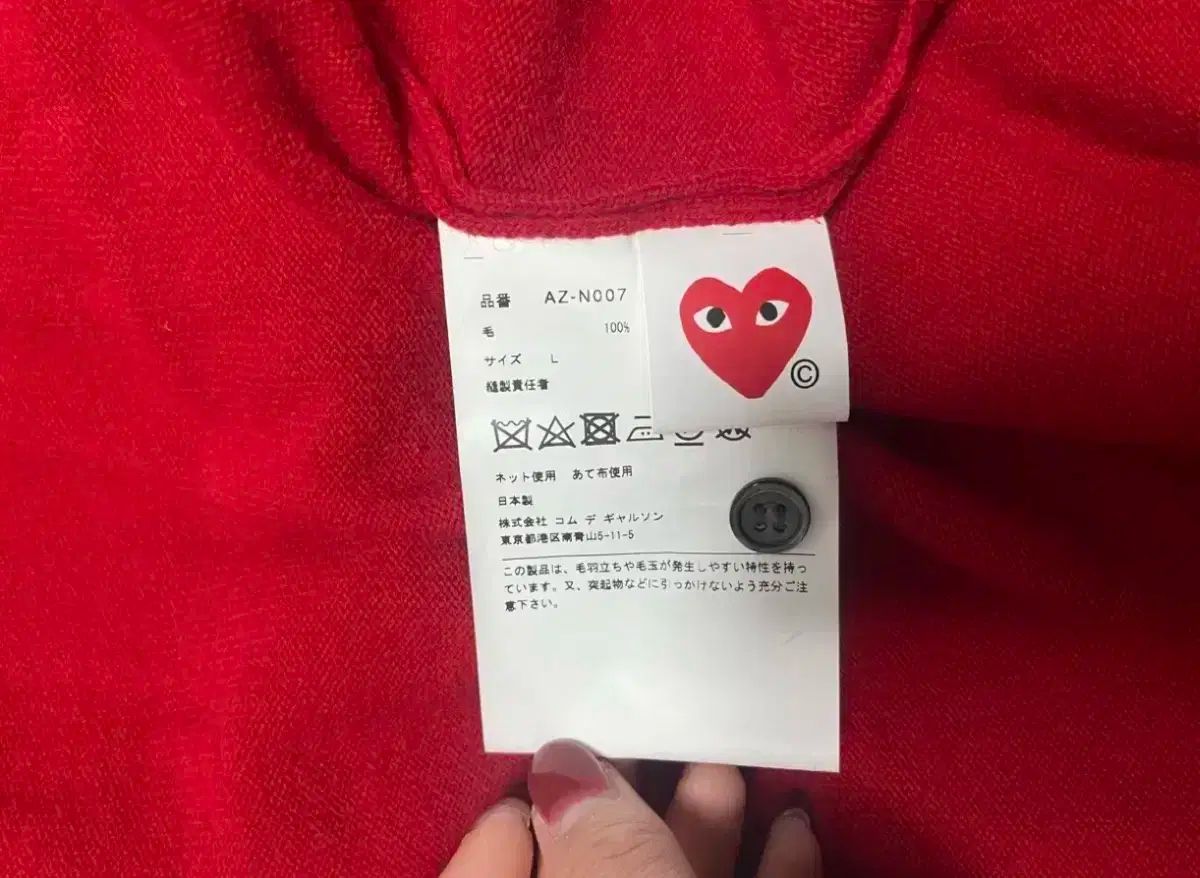 品番 AZ-N007
毛 100%
サイズ L
縫製責任者
©
ネット使用 あて布使用
日本製
株式会社 コム デ ギャルソン
東京都港区南青山5-11-5
この製品は、毛羽立ちや毛玉が発生しやすい特性を持っ
ています。又、突起物などに引っかけないよう充分ご注
意下さい。